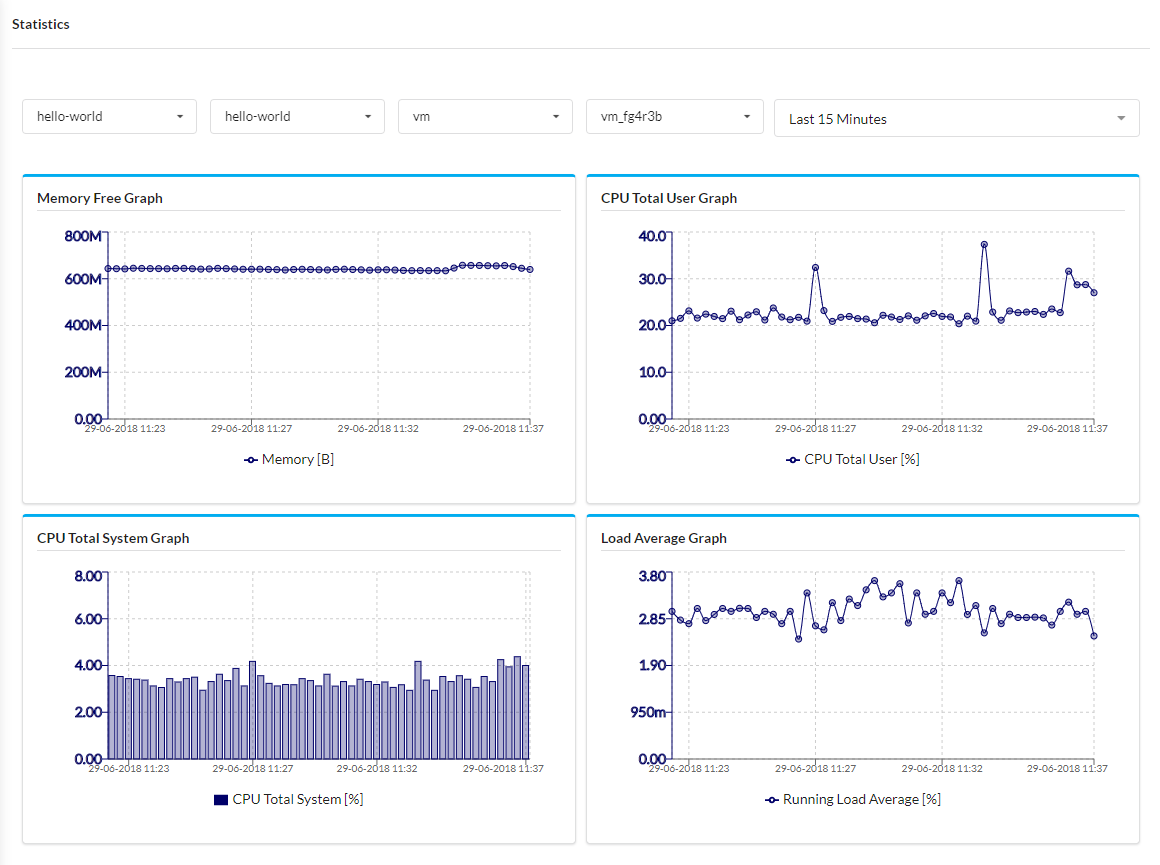 Statistics
hello-world hello-world vm vm_fg4r3b Last 15 Minutes
Memory Free Graph
800M
600M
400M
200M
0.00
29-06-2018 11:23 29-06-2018 11:27 29-06-2018 11:32 29-06-2018 11:37
Memory [B]
CPU Total User Graph
40.0
30.0
20.0
10.0
0.00
29-06-2018 11:23 29-06-2018 11:27 29-06-2018 11:32 29-06-2018 11:37
CPU Total User [%]
CPU Total System Graph
8.00
6.00
4.00
2.00
0.00
29-06-2018 11:23 29-06-2018 11:27 29-06-2018 11:32 29-06-2018 11:37
CPU Total System [%]
Load Average Graph
3.80
2.85
1.90
950m
0.00
29-06-2018 11:23 29-06-2018 11:27 29-06-2018 11:32 29-06-2018 11:37
Running Load Average [%]